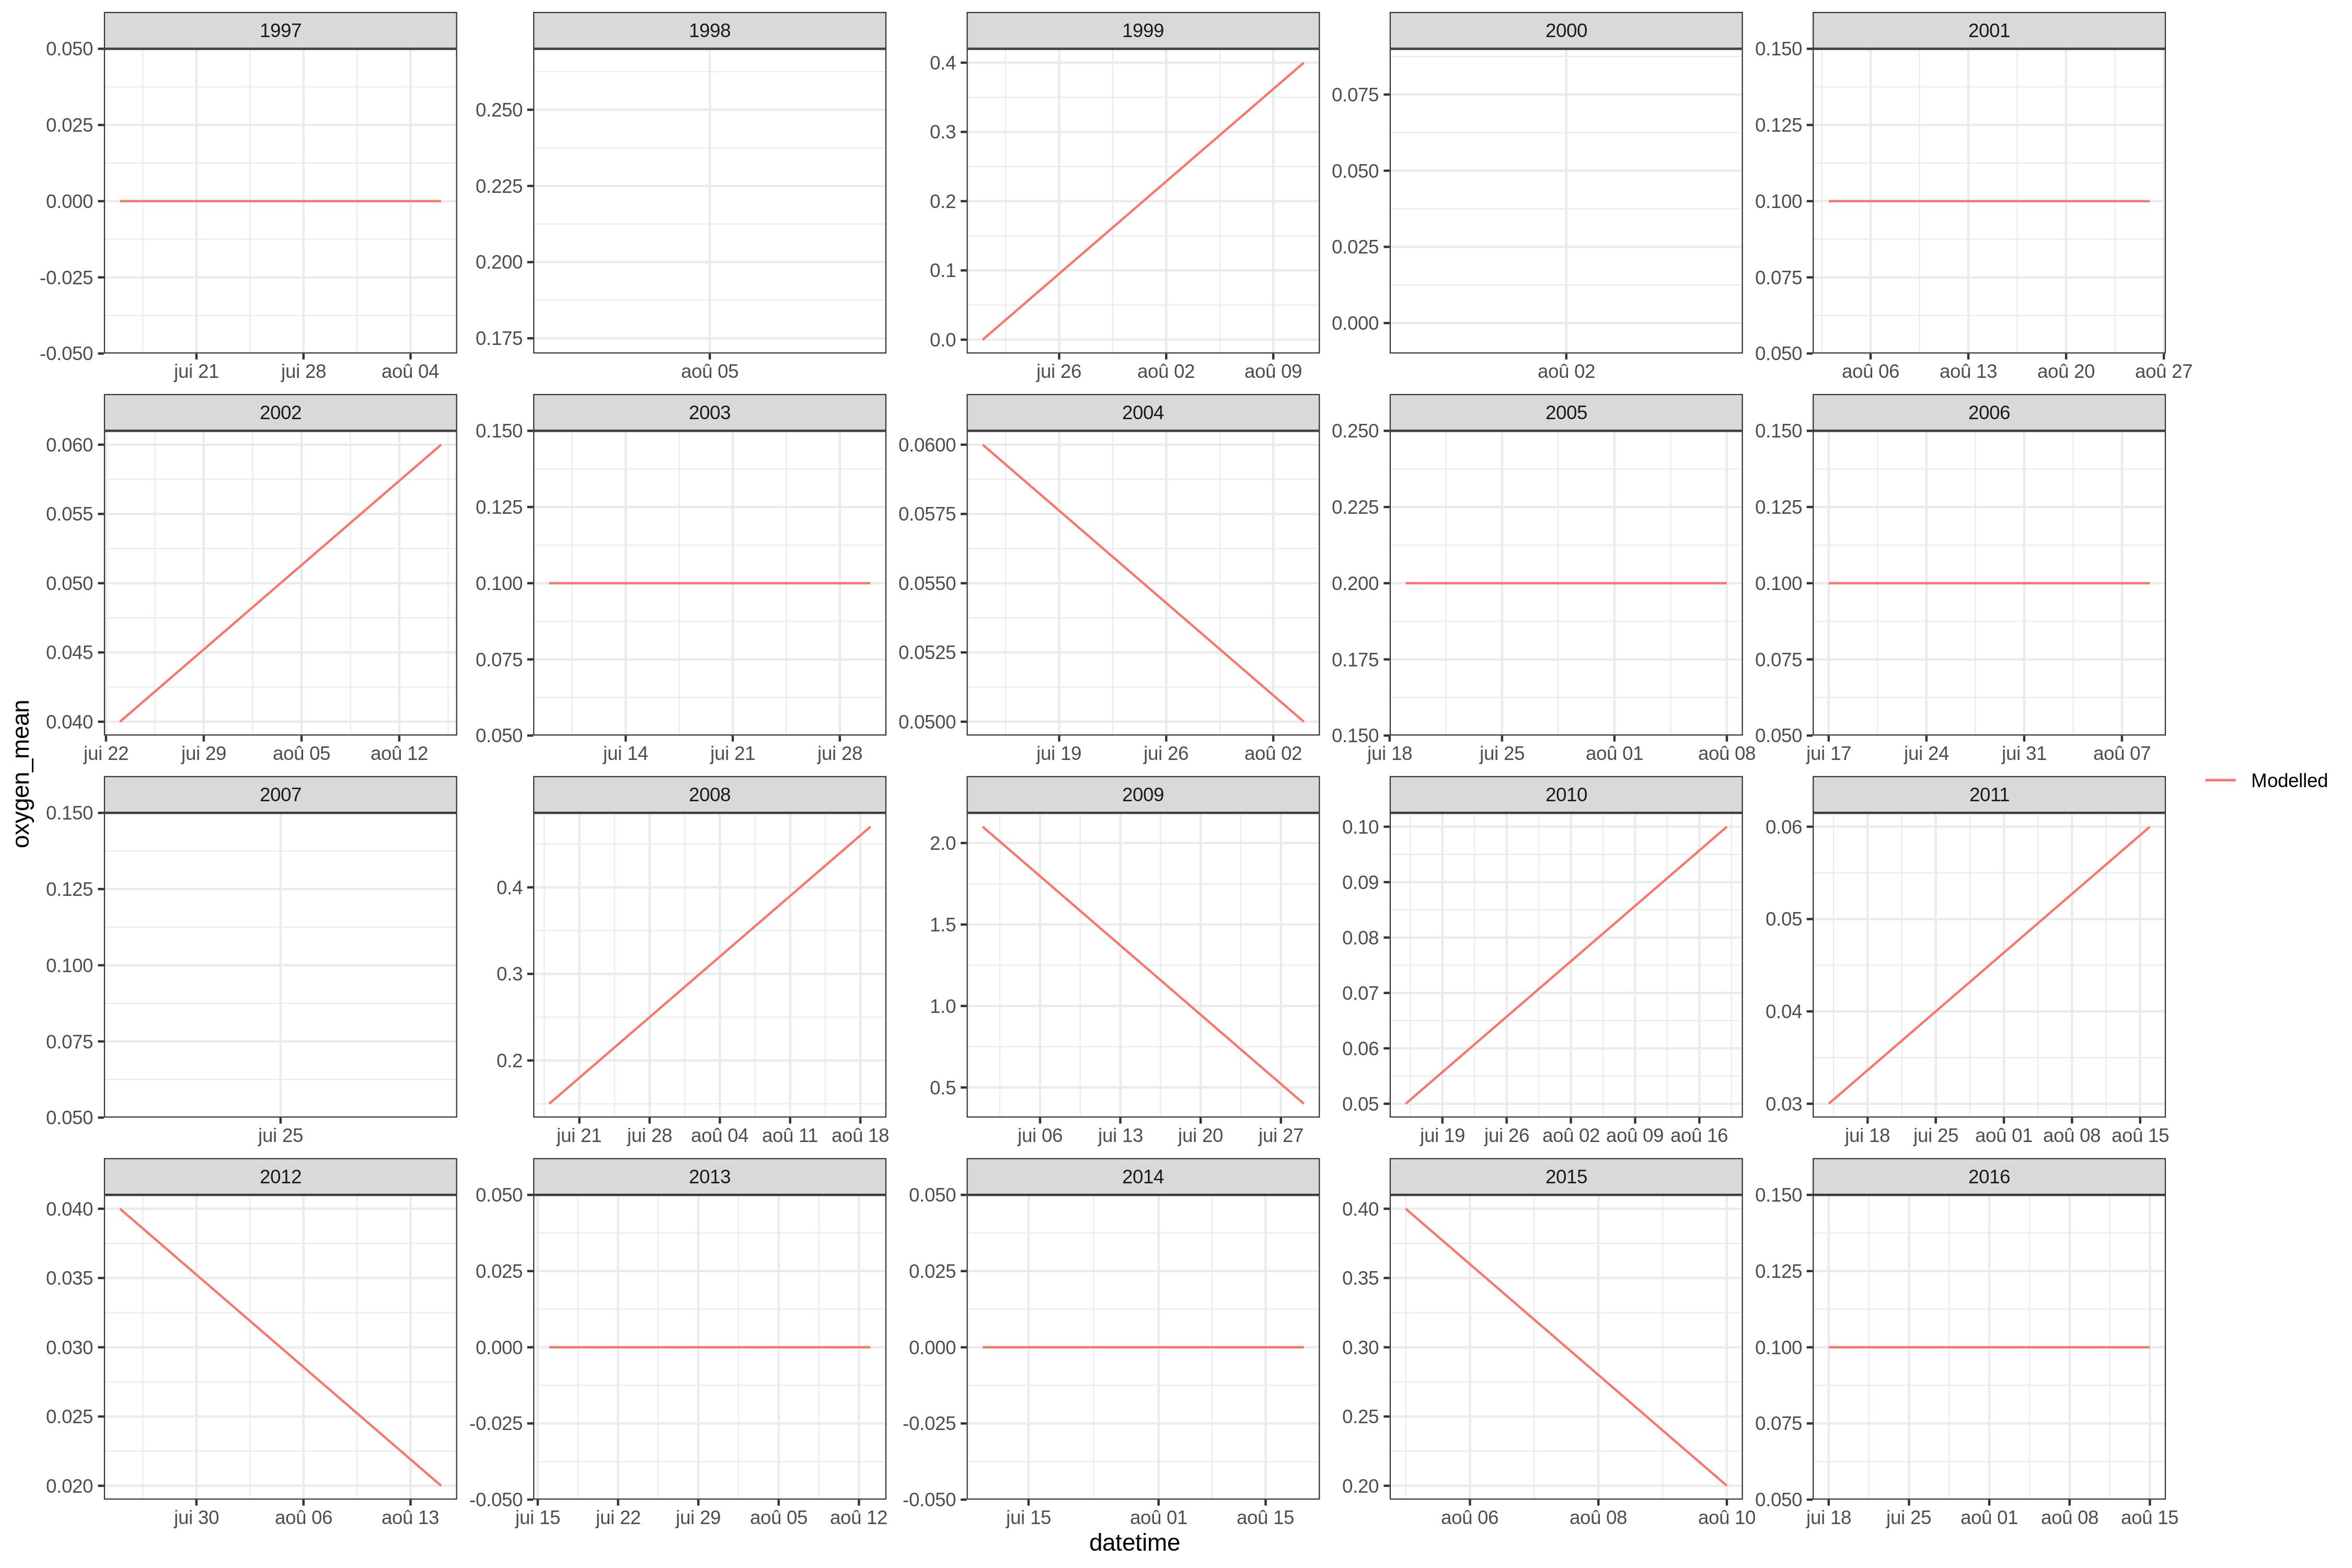 1997 1998 1999 2000 2001
0.050 0.025 0.000 -0.025 -0.050
0.250 0.225 0.200 0.175
0.4 0.3 0.2 0.1 0.0
0.075 0.050 0.025 0.000
0.150 0.125 0.100 0.075 0.050
jui 21 jui 28 aoû 04
aoû 05
jui 26 aoû 02 aoû 09
aoû 02
aoû 06 aoû 13 aoû 20 aoû 27
2002 2003 2004 2005 2006
0.060 0.055 0.050 0.045 0.040
0.150 0.125 0.100 0.075 0.050
0.0600 0.0575 0.0550 0.0525 0.0500
0.250 0.225 0.200 0.175 0.150
0.150 0.125 0.100 0.075 0.050
jui 22 jui 29 aoû 05 aoû 12
jui 14 jui 21 jui 28
jui 19 jui 26 aoû 02
jui 18 jui 25 aoû 01 aoû 08
jui 17 jui 24 jui 31 aoû 07
oxygen_mean
Modelled
2007 2008 2009 2010 2011
0.150 0.125 0.100 0.075 0.050
0.4 0.3 0.2
2.0 1.5 1.0 0.5
0.10 0.09 0.08 0.07 0.06 0.05
0.06 0.05 0.04 0.03
jui 25
jui 21 jui 28 aoû 04 aoû 11 aoû 18
jui 06 jui 13 jui 20 jui 27
jui 19 jui 26 aoû 02 aoû 09 aoû 16
jui 18 jui 25 aoû 01 aoû 08 aoû 15
2012 2013 2014 2015 2016
0.040 0.035 0.030 0.025 0.020
0.050 0.025 0.000 -0.025 -0.050
0.050 0.025 0.000 -0.025 -0.050
0.40 0.35 0.30 0.25 0.20
0.150 0.125 0.100 0.075 0.050
jui 30 aoû 06 aoû 13
jui 15 jui 22 jui 29 aoû 05 aoû 12
jui 15 aoû 01 aoû 15
aoû 06 aoû 08 aoû 10
jui 18 jui 25 aoû 01 aoû 08 aoû 15
datetime